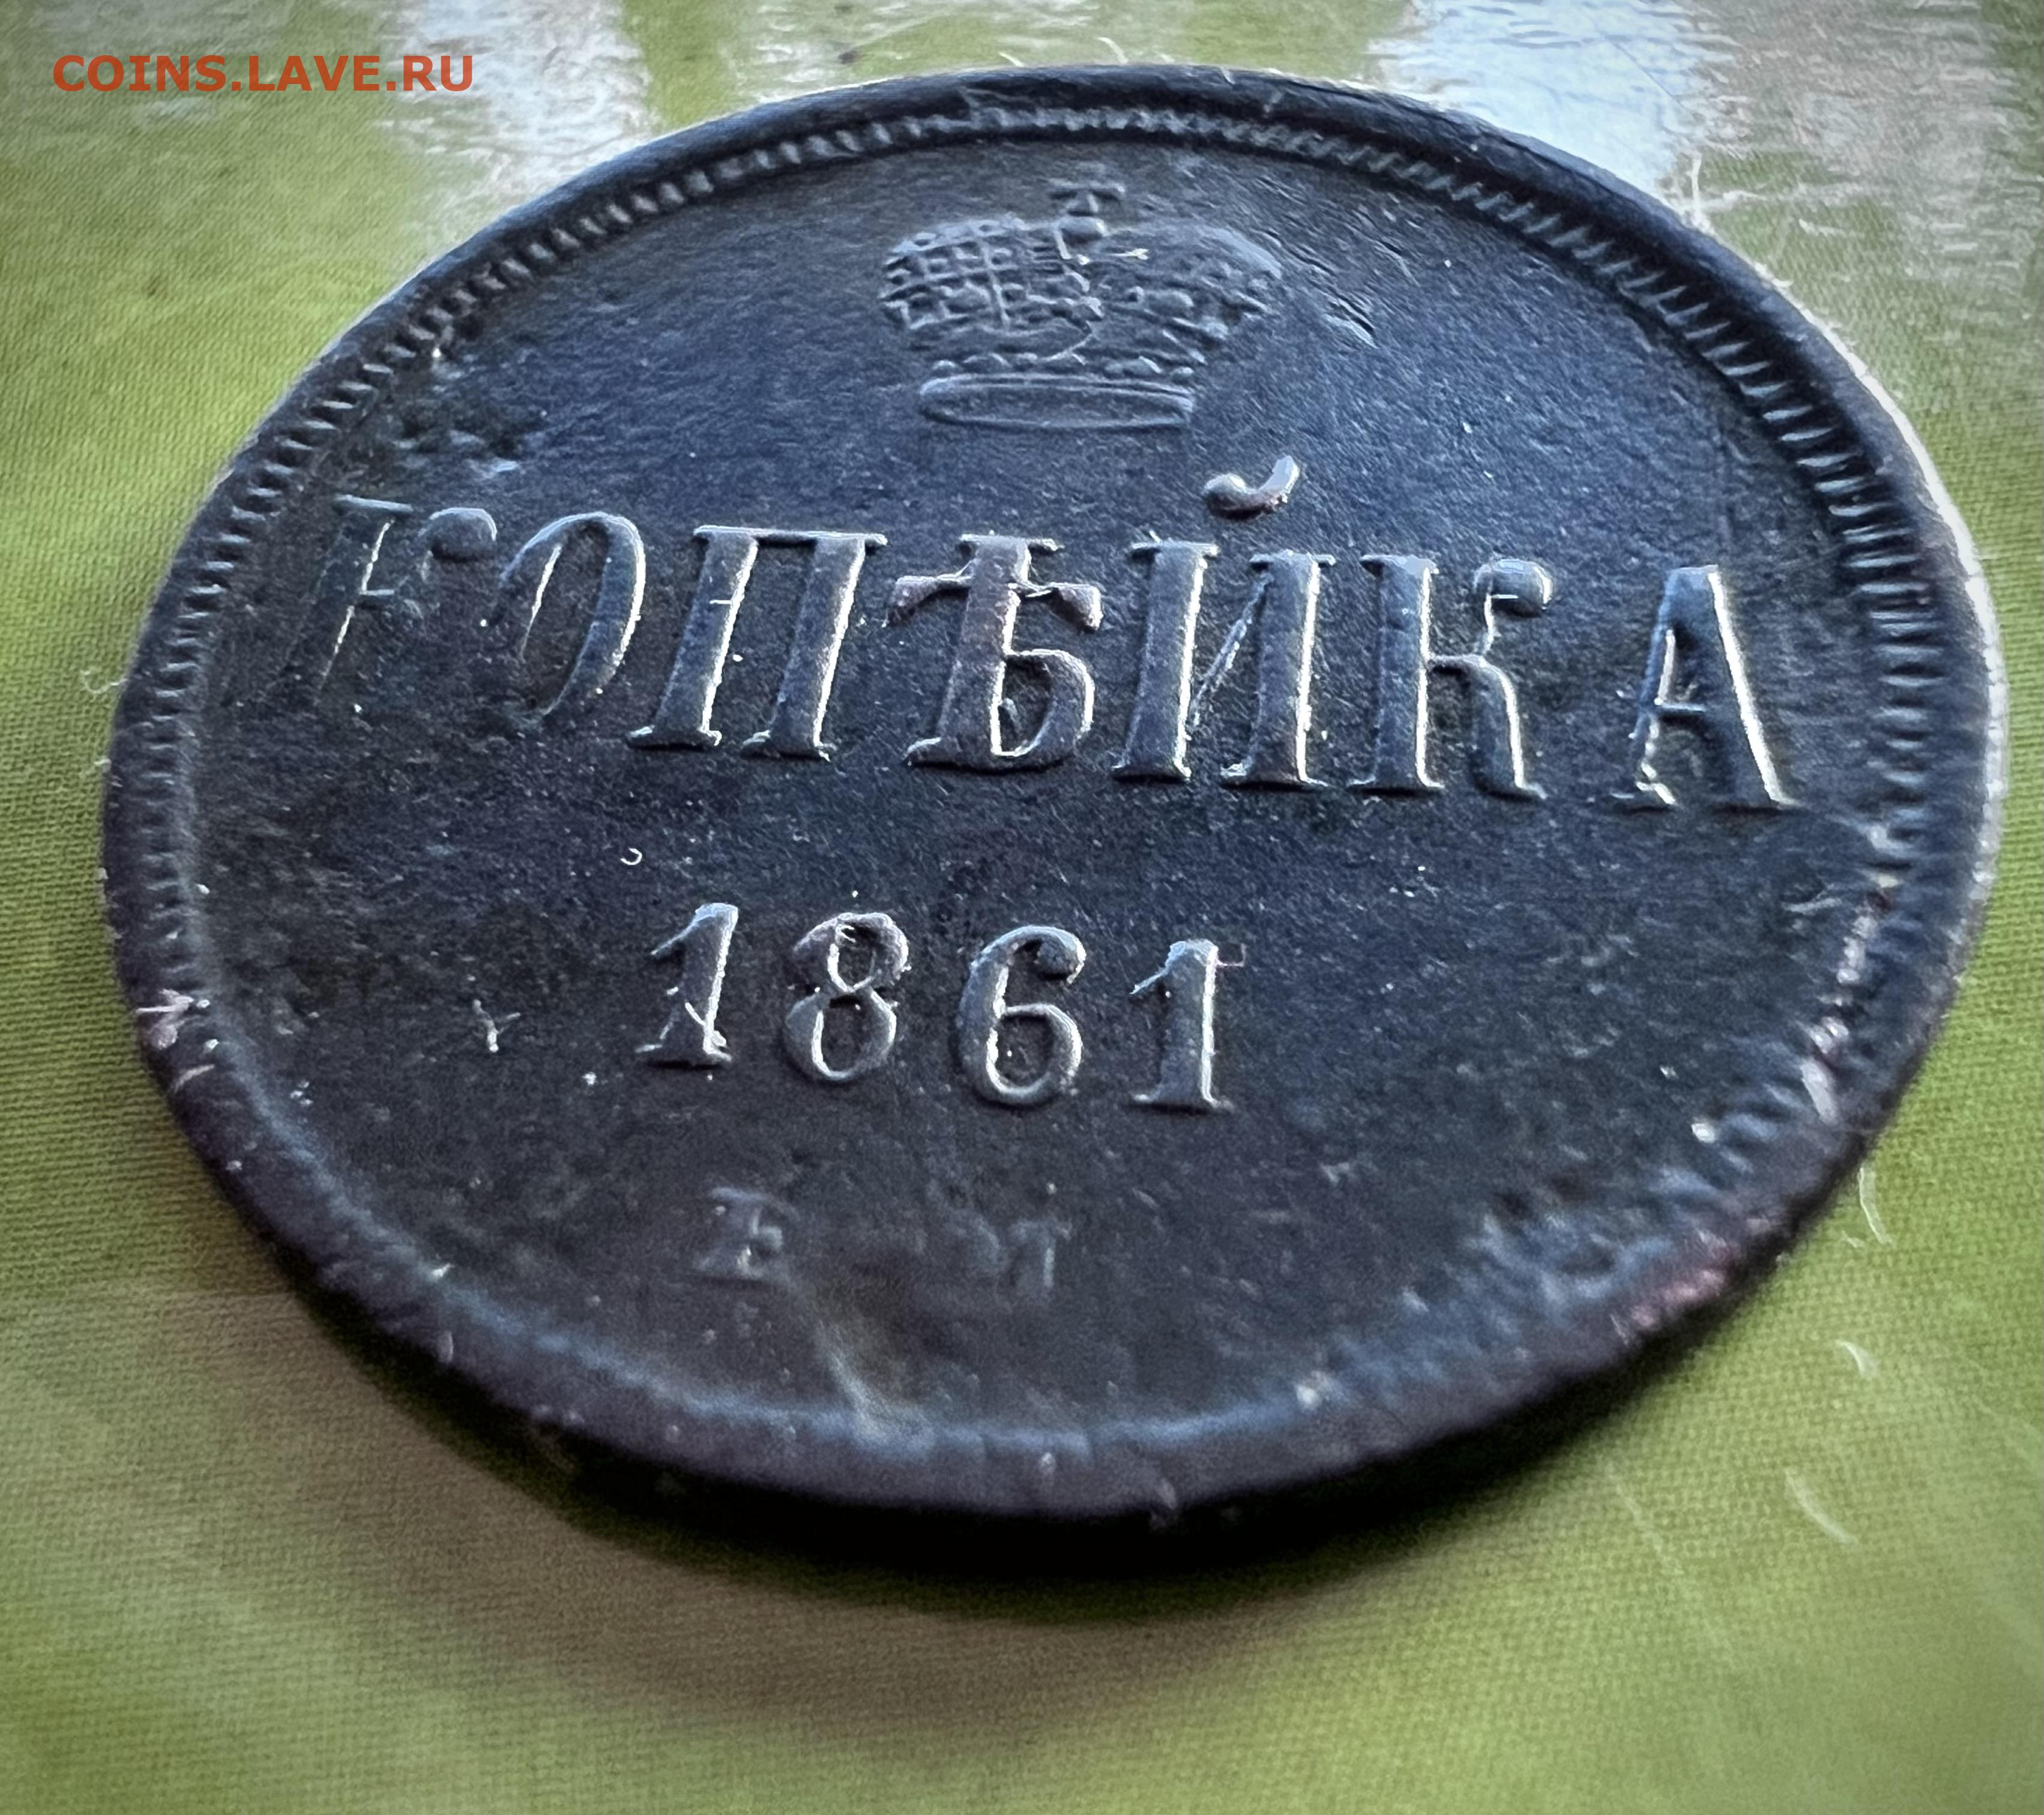 COINS.LAVE.RU
КОПѢЙКА
1861
Е М